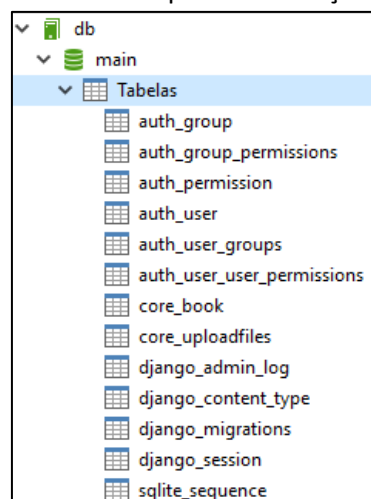 db
main
Tabelas
auth_group
auth_group_permissions
auth_permission
auth_user
auth_user_groups
auth_user_user_permissions
core_book
core_uploadfiles
django_admin_log
django_content_type
django_migrations
django_session
sqlite_sequence